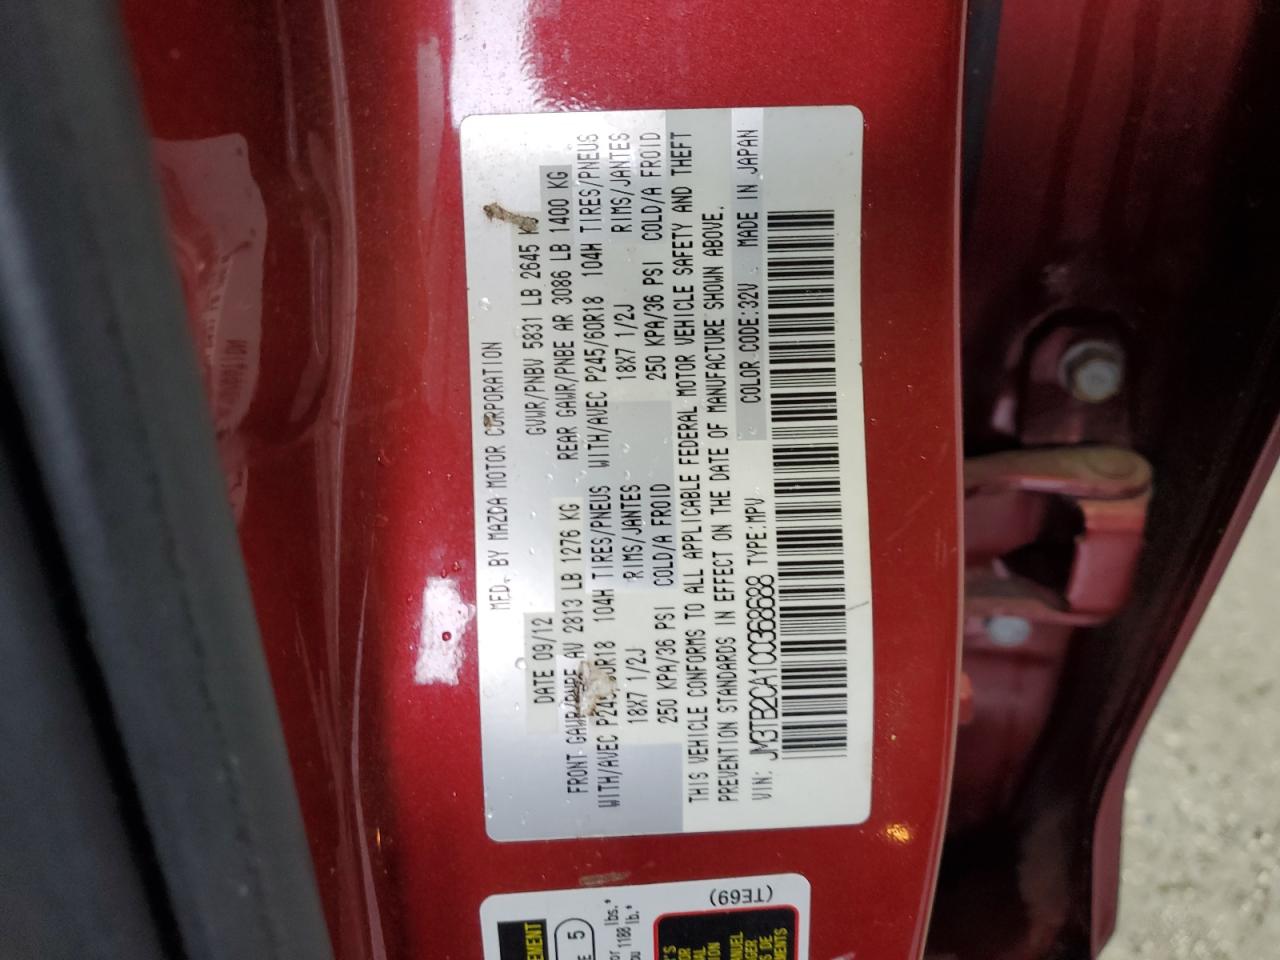 MFD. BY MAZDA MOTOR CORPORATION
DATE 09/12 GVWR/PNBV 5831 LB 2645
FRONT GAWR/PNBE AV 2813 LB 1276 KG REAR GAWR/PNBE AR 3086 LB 1400 KG
WITH/AVEC 104H TIRES/PNEUS WITH/AVEC P245/60R18 104H TIRES/PNEUS
18X7 1/2J RIMS/JANTES 18X7 1/2J RIMS/JANTES
250 KPA/36 PSI COLD/A FROID 250 KPA/36 PSI COLD/A FROID
THIS VEHICLE CONFORMS TO ALL APPLICABLE FEDERAL MOTOR VEHICLE SAFETY AND THEFT
PREVENTION STANDARDS IN EFFECT ON THE DATE OF MANUFACTURE SHOWN ABOVE.
VIN: JM3TB2CA1C0368688 TYPE:MPV COLOR CODE:32V MADE IN JAPAN
(TE69)
5
lbs.*
1188 lb.*